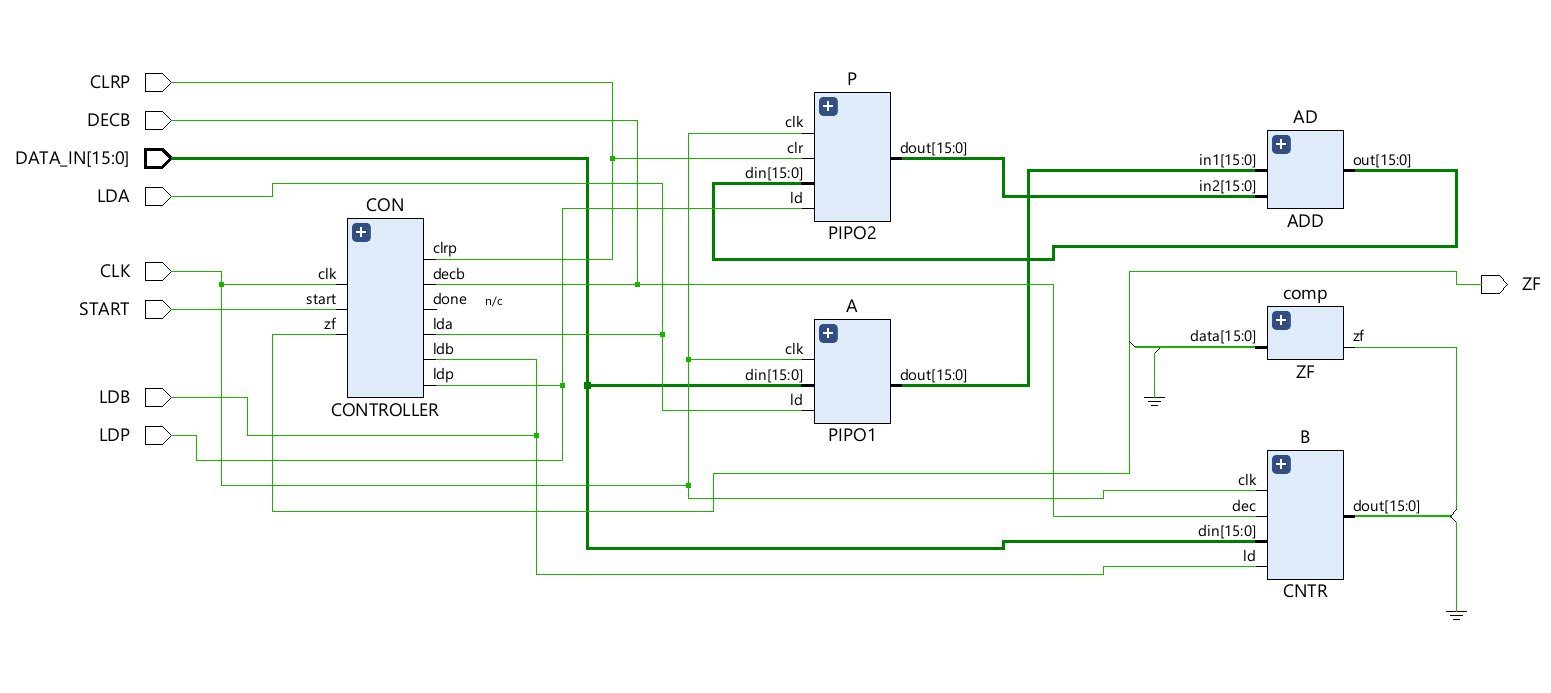 CLRP
DECB
DATA_IN[15:0]
LDA
CLK
START
LDB
LDP
CON
clk
start
zf
clrp
decb
done n/c
lda
ldb
ldp
CONTROLLER
P
clk
clr
din[15:0]
ld
dout[15:0]
PIPO2
A
clk
din[15:0]
ld
dout[15:0]
PIPO1
AD
in1[15:0]
in2[15:0]
out[15:0]
ADD
comp
data[15:0]
zf
ZF
B
clk
dec
din[15:0]
ld
dout[15:0]
CNTR
ZF